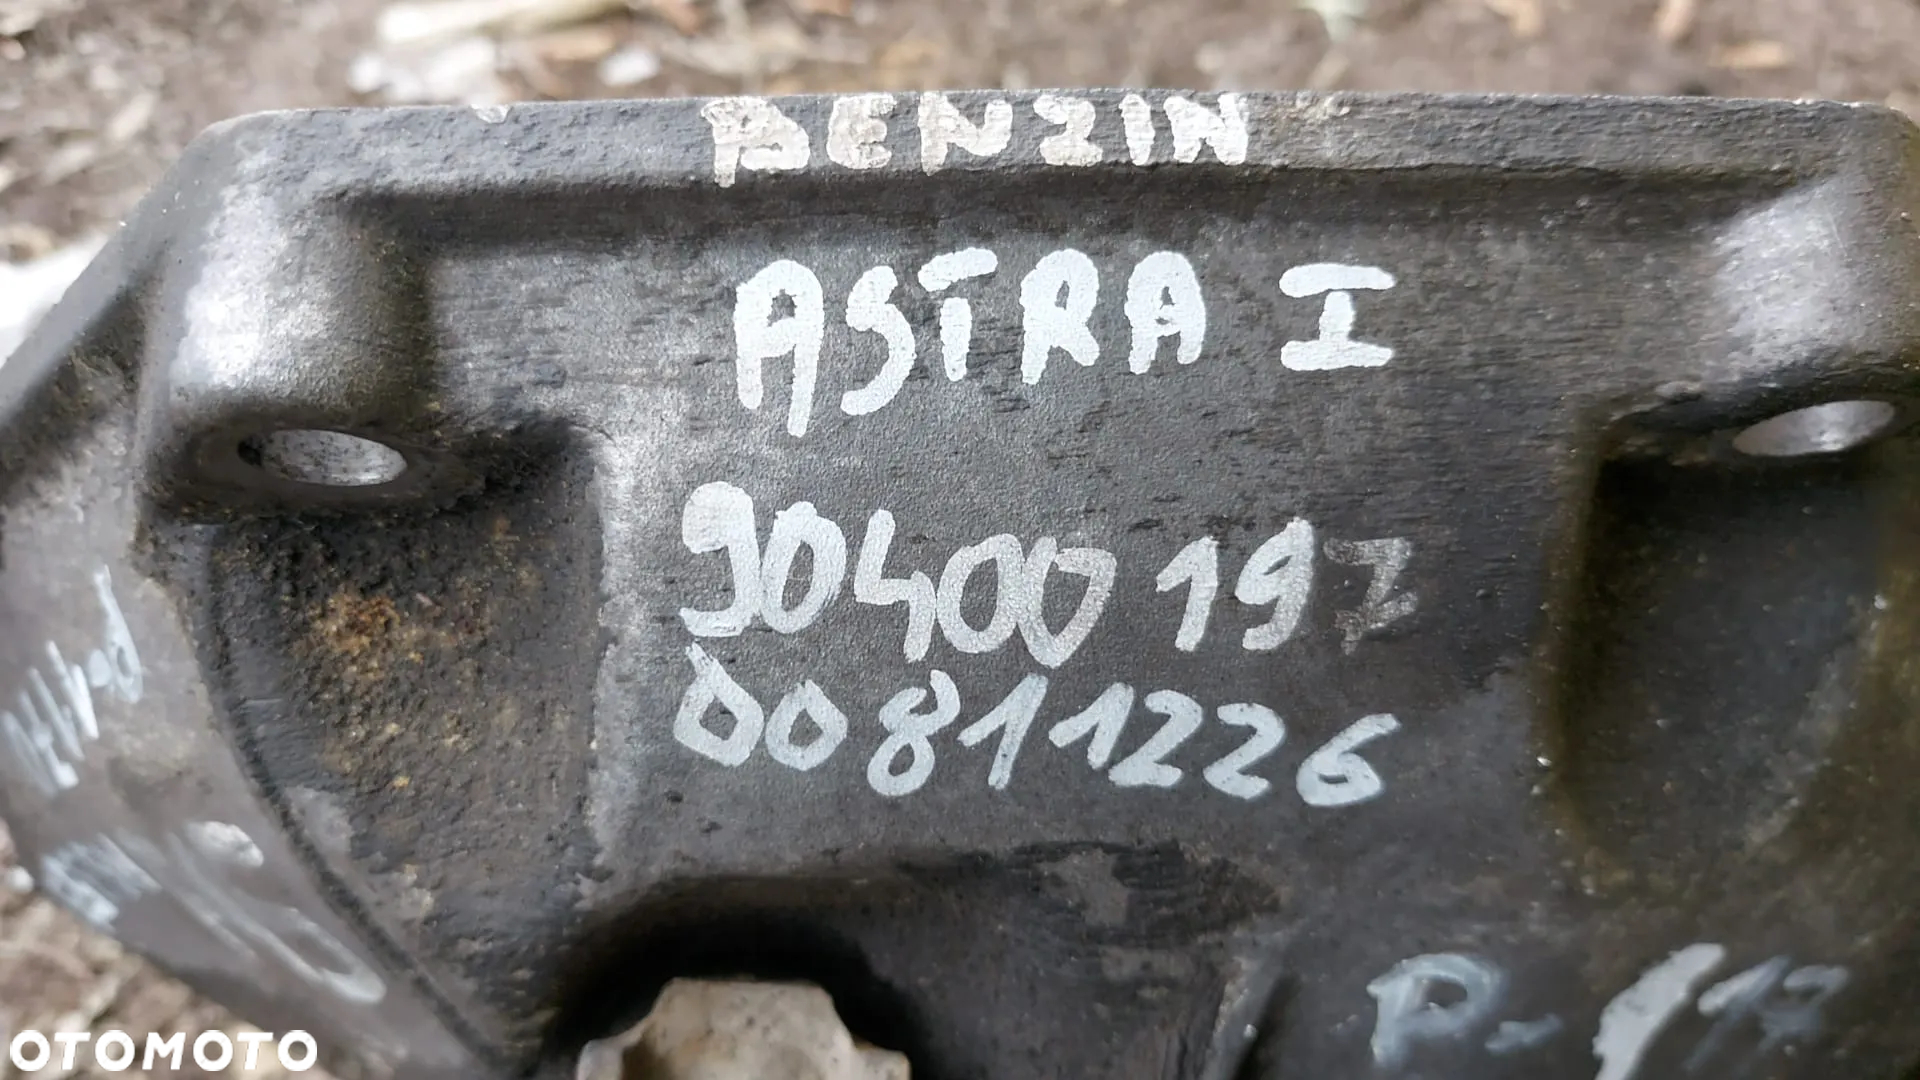 BENZIN
ASTRA I
90400197
00811226
OTOMOTO